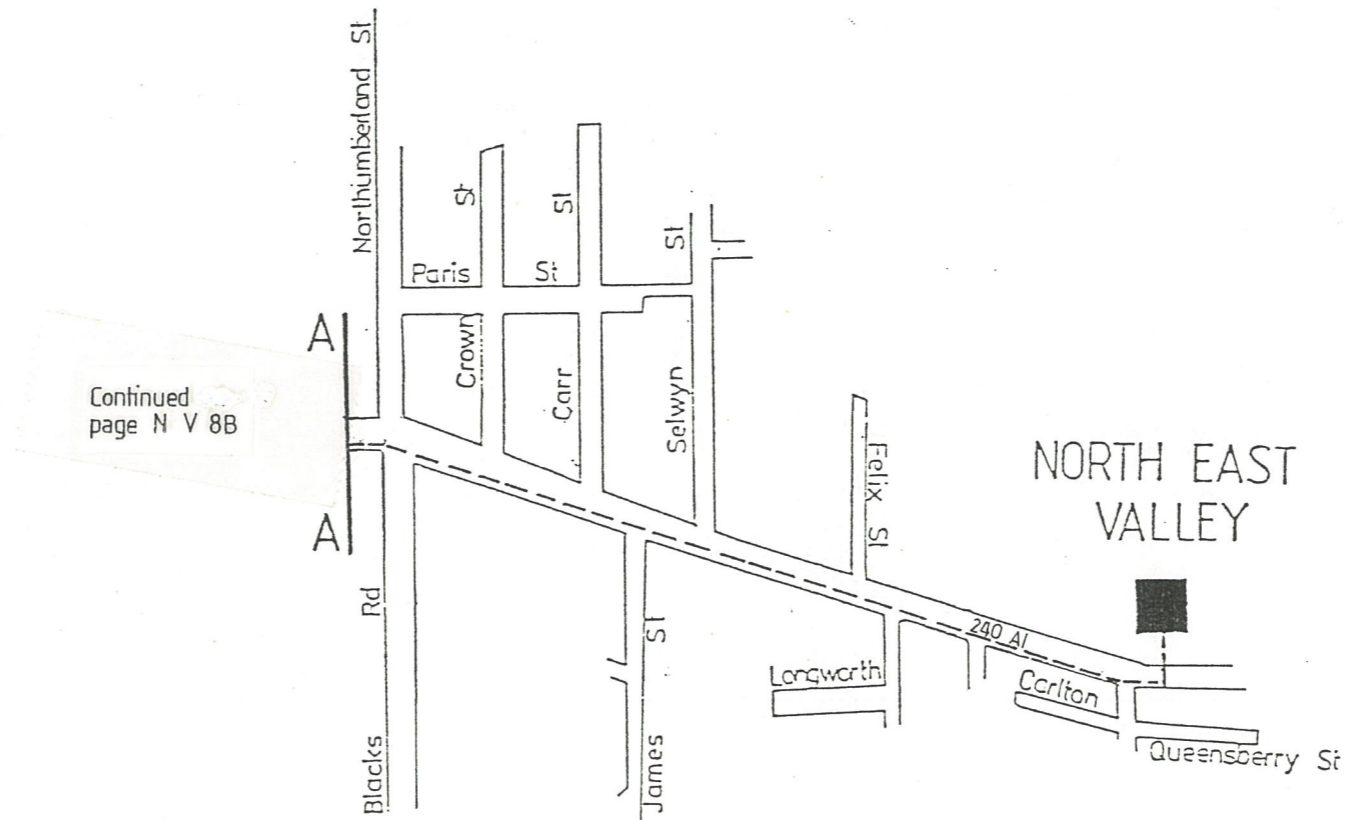 Northumberland St
St
St
St
Paris St
A
Crown
Carr
Selwyn
Continued
page N V 8B
A
Felix St
NORTH EAST
VALLEY
Rd
Blacks
St
James
240 Al
Longworth
Carlton
Queensberry St